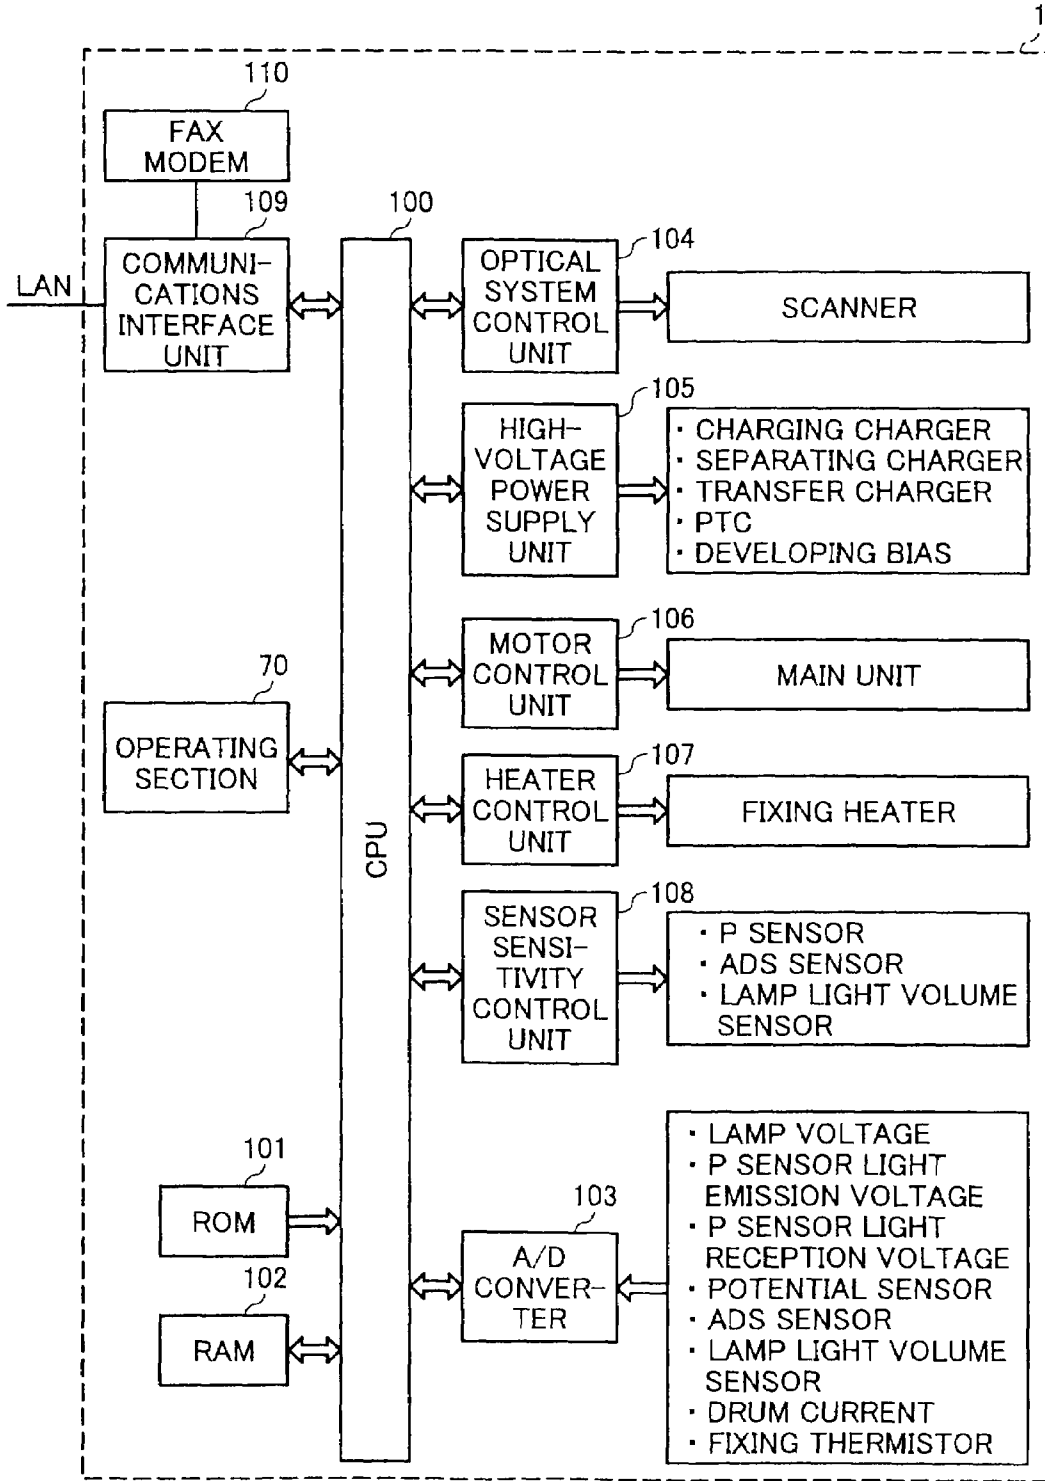 1
110
FAX
MODEM
109
COMMUNI-
CATIONS
INTERFACE
UNIT
LAN
100
CPU
104
OPTICAL
SYSTEM
CONTROL
UNIT
SCANNER
105
HIGH-
VOLTAGE
POWER
SUPPLY
UNIT
・CHARGING CHARGER
・SEPARATING CHARGER
・TRANSFER CHARGER
・PTC
・DEVELOPING BIAS
106
MOTOR
CONTROL
UNIT
MAIN UNIT
70
OPERATING
SECTION
107
HEATER
CONTROL
UNIT
FIXING HEATER
108
SENSOR
SENSI-
TIVITY
CONTROL
UNIT
・P SENSOR
・ADS SENSOR
・LAMP LIGHT VOLUME
SENSOR
101
ROM
102
RAM
103
A/D
CONVER-
TER
・LAMP VOLTAGE
・P SENSOR LIGHT
EMISSION VOLTAGE
・P SENSOR LIGHT
RECEPTION VOLTAGE
・POTENTIAL SENSOR
・ADS SENSOR
・LAMP LIGHT VOLUME
SENSOR
・DRUM CURRENT
・FIXING THERMISTOR